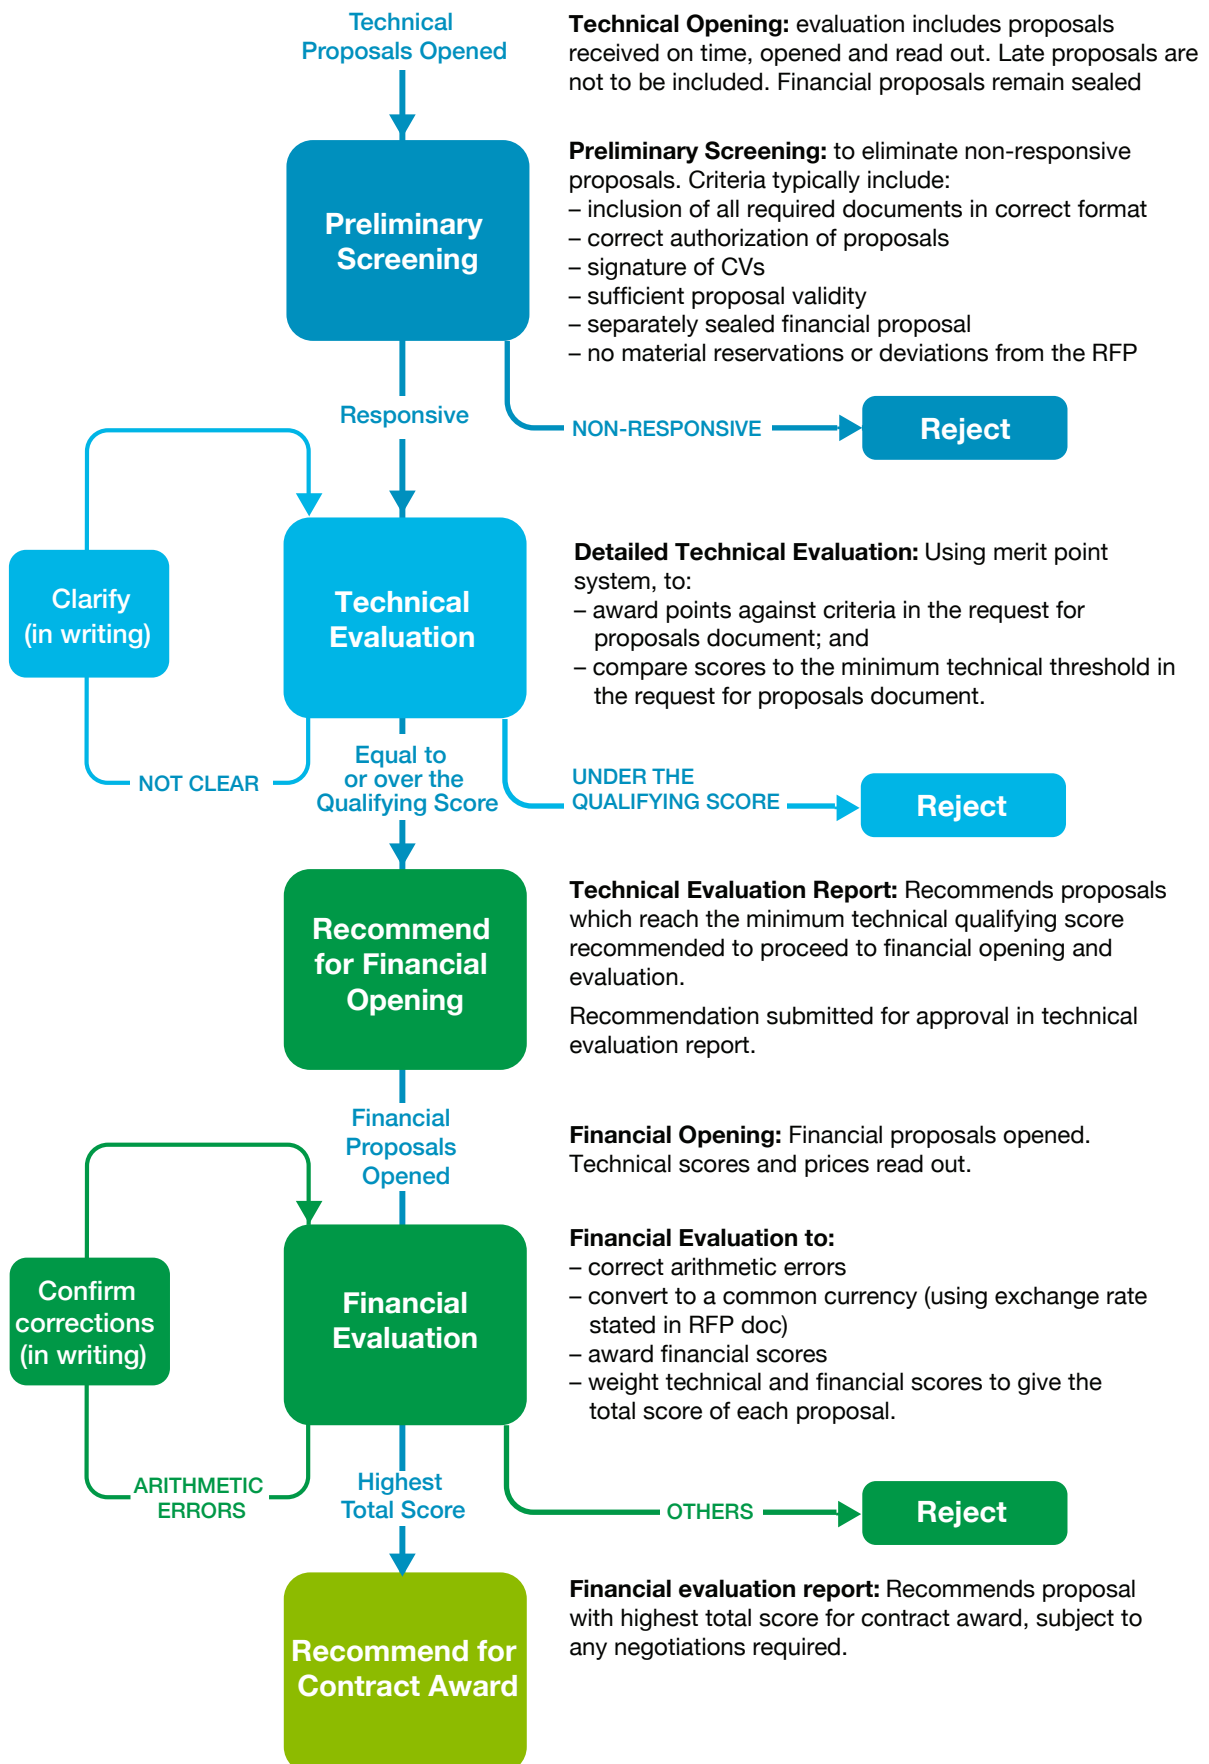 Technical
Proposals Opened
Technical Opening: evaluation includes proposals
received on time, opened and read out. Late proposals are
not to be included. Financial proposals remain sealed
Preliminary
Screening
Preliminary Screening: to eliminate non-responsive
proposals. Criteria typically include:
– inclusion of all required documents in correct format
– correct authorization of proposals
– signature of CVs
– sufficient proposal validity
– separately sealed financial proposal
– no material reservations or deviations from the RFP
Responsive
NON-RESPONSIVE
Reject
Clarify
(in writing)
Technical
Evaluation
Detailed Technical Evaluation: Using merit point
system, to:
– award points against criteria in the request for
proposals document; and
– compare scores to the minimum technical threshold in
the request for proposals document.
NOT CLEAR
Equal to
or over the
Qualifying Score
UNDER THE
QUALIFYING SCORE
Reject
Recommend
for Financial
Opening
Technical Evaluation Report: Recommends proposals
which reach the minimum technical qualifying score
recommended to proceed to financial opening and
evaluation.
Recommendation submitted for approval in technical
evaluation report.
Financial
Proposals
Opened
Financial Opening: Financial proposals opened.
Technical scores and prices read out.
Confirm
corrections
(in writing)
Financial
Evaluation
Financial Evaluation to:
– correct arithmetic errors
– convert to a common currency (using exchange rate
stated in RFP doc)
– award financial scores
– weight technical and financial scores to give the
total score of each proposal.
ARITHMETIC
ERRORS
Highest
Total Score
OTHERS
Reject
Recommend for
Contract Award
Financial evaluation report: Recommends proposal
with highest total score for contract award, subject to
any negotiations required.